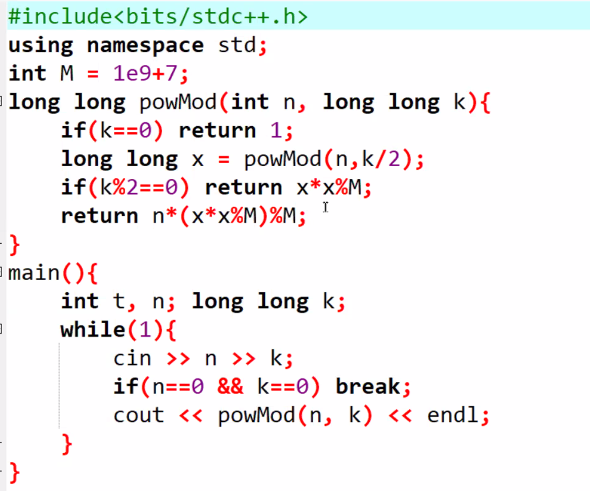 #include<bits/stdc++.h>
using namespace std;
int M = 1e9+7;
long long powMod(int n, long long k){
    if(k==0) return 1;
    long long x = powMod(n,k/2);
    if(k%2==0) return x*x%M;
    return n*(x*x%M)%M;
}
main(){
    int t, n; long long k;
    while(1){
        cin >> n >> k;
        if(n==0 && k==0) break;
        cout << powMod(n, k) << endl;
    }
}